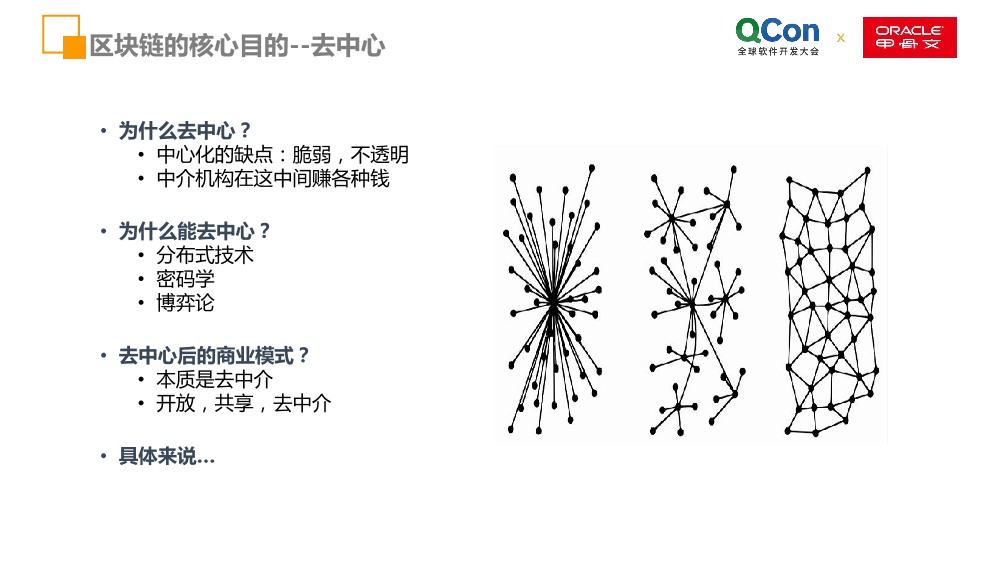 区块链的核心目的--去中心
QCon
全球软件开发大会
x
ORACLE
甲骨文
• 为什么去中心？
• 中心化的缺点：脆弱，不透明
• 中介机构在这中间赚各种钱
• 为什么能去中心？
• 分布式技术
• 密码学
• 博弈论
• 去中心后的商业模式？
• 本质是去中介
• 开放，共享，去中介
• 具体来说…